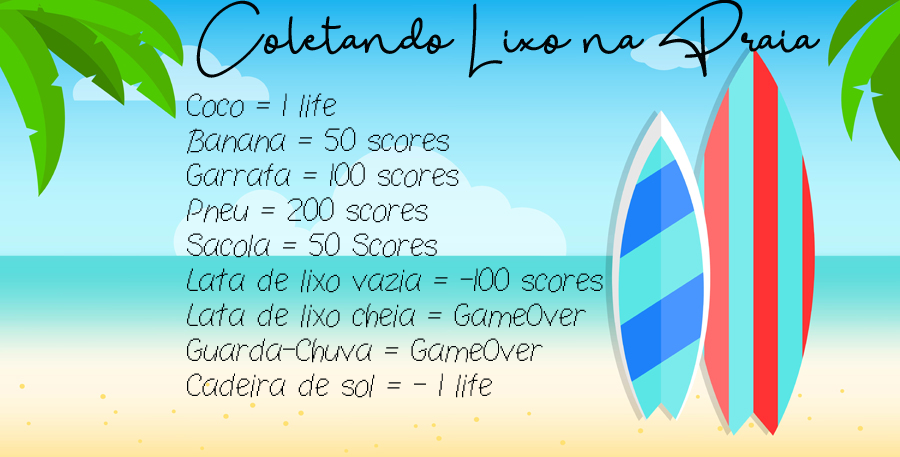 Coletando Lixo na Praia
Coco = 1 life
Banana = 50 scores
Garrafa = 100 scores
Pneu = 200 scores
Sacola = 50 Scores
Lata de lixo vazia = -100 scores
Lata de lixo cheia = GameOver
Guarda-Chuva = GameOver
Cadeira de sol = - 1 life